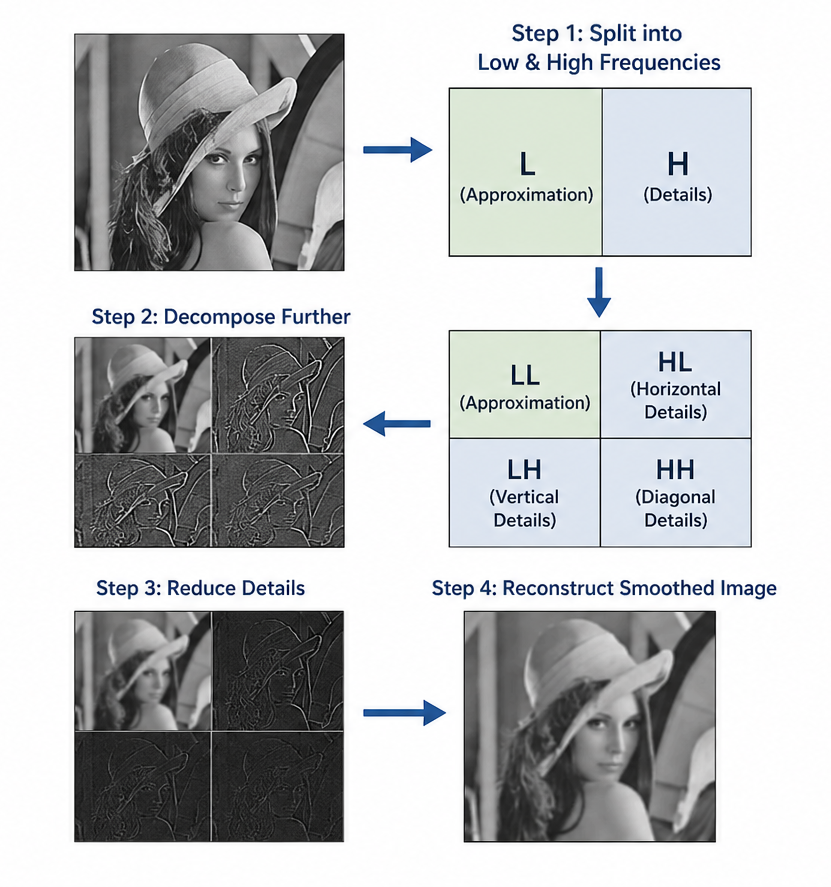 Step 1: Split into
Low & High Frequencies
L
(Approximation)
H
(Details)
Step 2: Decompose Further
LL
(Approximation)
HL
(Horizontal
Details)
LH
(Vertical
Details)
HH
(Diagonal
Details)
Step 3: Reduce Details
Step 4: Reconstruct Smoothed Image